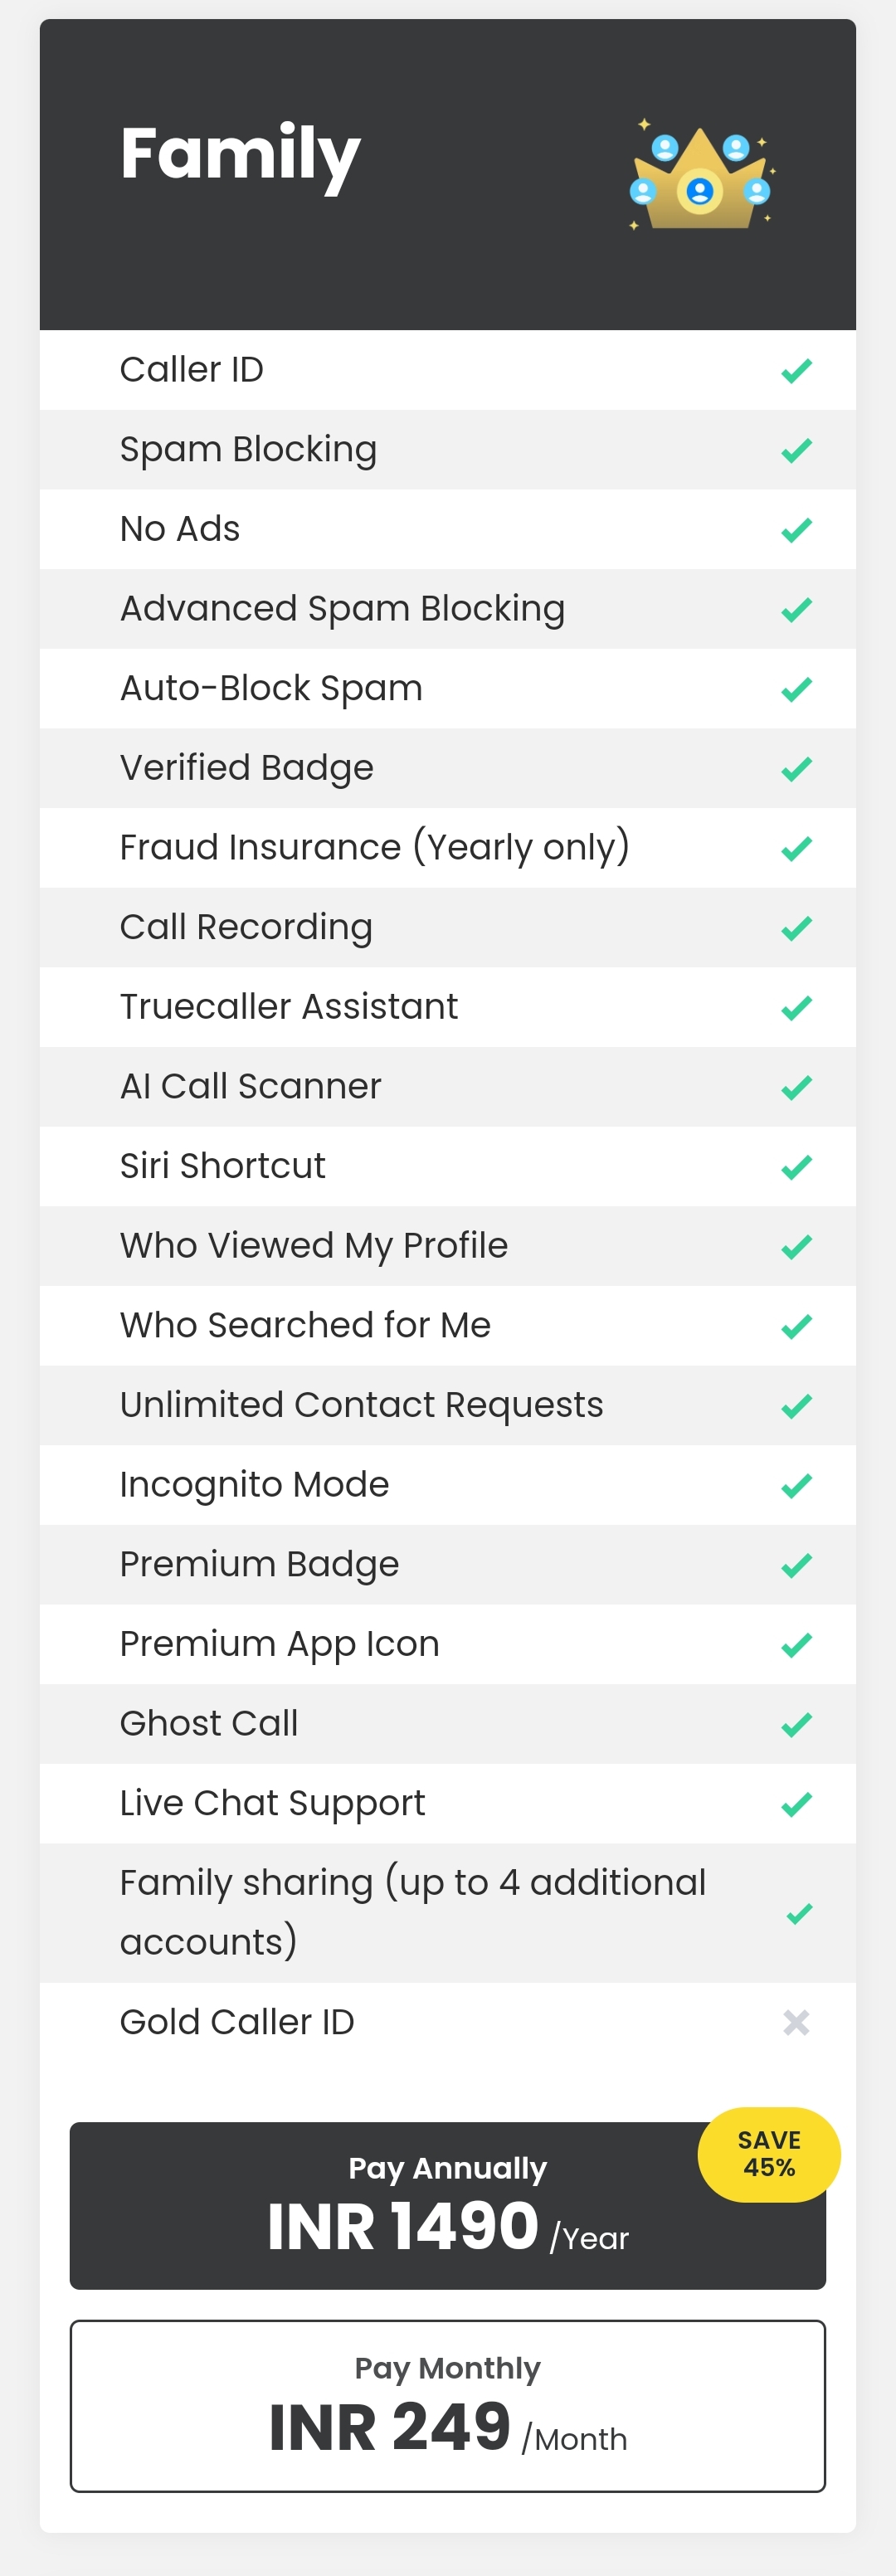 Family
Caller ID
Spam Blocking
No Ads
Advanced Spam Blocking
Auto-Block Spam
Verified Badge
Fraud Insurance (Yearly only)
Call Recording
Truecaller Assistant
AI Call Scanner
Siri Shortcut
Who Viewed My Profile
Who Searched for Me
Unlimited Contact Requests
Incognito Mode
Premium Badge
Premium App Icon
Ghost Call
Live Chat Support
Family sharing (up to 4 additional
accounts)
Gold Caller ID
SAVE
45%
Pay Annually
INR 1490 /Year
Pay Monthly
INR 249 /Month